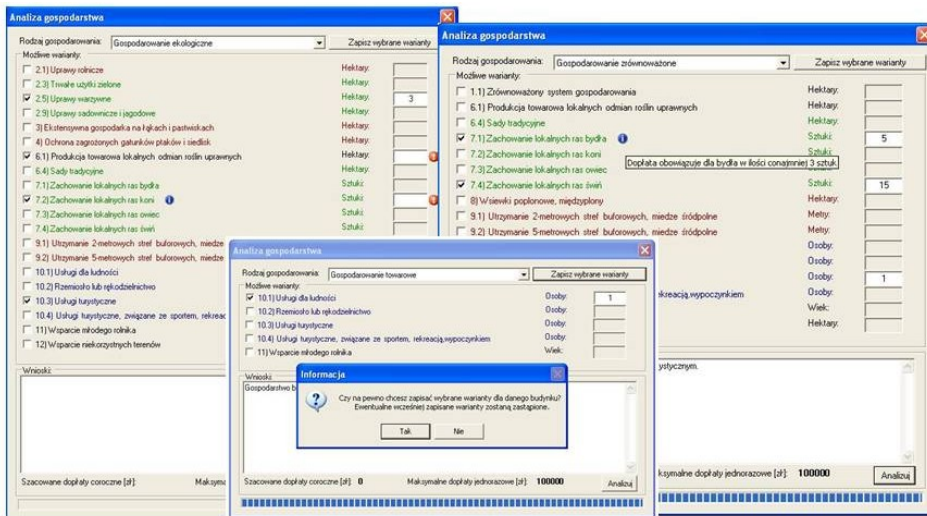 Analiza gospodarstwa
Rodzaj gospodarowania: Gospodarowanie ekologiczne Zapisz wybrane warianty
Możliwe warianty:
2.1) Uprawy rolnicze Hektary:
2.3) Trwałe użytki zielone Hektary:
2.5) Uprawy warzywne Hektary: 3
2.9) Uprawy sadownicze i jagodowe Hektary:
3) Ekstensywna gospodarka na łąkach i pastwiskach Hektary:
4) Ochrona zagrożonych gatunków ptaków i siedlisk Hektary:
6.1) Produkcja towarowa lokalnych odmian roślin uprawnych Hektary:
6.4) Sady tradycyjne Hektary:
7.1) Zachowanie lokalnych ras bydła Sztuki:
7.2) Zachowanie lokalnych ras koni Sztuki:
7.3) Zachowanie lokalnych ras owiec Sztuki:
7.4) Zachowanie lokalnych ras świń Sztuki:
9.1) Utrzymanie 2-metrowych stref buforowych, miedze
9.2) Utrzymanie 5-metrowych stref buforowych, miedze
10.1) Usługi dla ludności
10.2) Rzemiosło lub rękodzielnictwo
10.3) Usługi turystyczne
10.4) Usługi turystyczne, związane ze sportem, rekreac
11) Wsparcie młodego rolnika
12) Wsparcie niekorzystnych terenów
Wnioski:
Szacowane dopłaty coroczne [zł]: Maksyma
Analiza gospodarstwa
Rodzaj gospodarowania: Gospodarowanie zrównoważone Zapisz wybrane warianty
Możliwe warianty:
1.1) Zrównoważony system gospodarowania Hektary:
6.1) Produkcja towarowa lokalnych odmian roślin uprawnych Hektary:
6.4) Sady tradycyjne Hektary:
7.1) Zachowanie lokalnych ras bydła Sztuki: 5
7.2) Zachowanie lokalnych ras koni Sztuki:
Dopłata obowiązuje dla bydła w ilości conajmniej 3 sztuk.
7.3) Zachowanie lokalnych ras owiec
7.4) Zachowanie lokalnych ras świń Sztuki: 15
8) Wsiewki poplonowe, międzyplony Hektary:
9.1) Utrzymanie 2-metrowych stref buforowych, miedze śródpolne Metry:
9.2) Utrzymanie 5-metrowych stref buforowych, miedze śródpolne Metry:
Osoby:
Osoby:
Osoby: 1
ekreacją,wypoczynkiem Osoby:
Wiek:
Hektary:
ystycznym.
ksymalne dopłaty jednorazowe [zł]: 100000 Analizuj
Analiza gospodarstwa
Rodzaj gospodarowania: Gospodarowanie towarowe Zapisz wybrane warianty
Możliwe warianty:
10.1) Usługi dla ludności Osoby: 1
10.2) Rzemiosło lub rękodzielnictwo Osoby:
10.3) Usługi turystyczne Osoby:
10.4) Usługi turystyczne, związane ze sportem, rekreacją,wypoczynkiem Osoby:
11) Wsparcie młodego rolnika Wiek:
Wnioski:
Gospodarstwo b
Informacja
Czy na pewno chcesz zapisać wybrane warianty dla danego budynku?
Ewentualne wcześniej zapisane warianty zostaną zastąpione.
Tak Nie
Szacowane dopłaty coroczne [zł]: 0 Maksymalne dopłaty jednorazowe [zł]: 100000 Analizuj